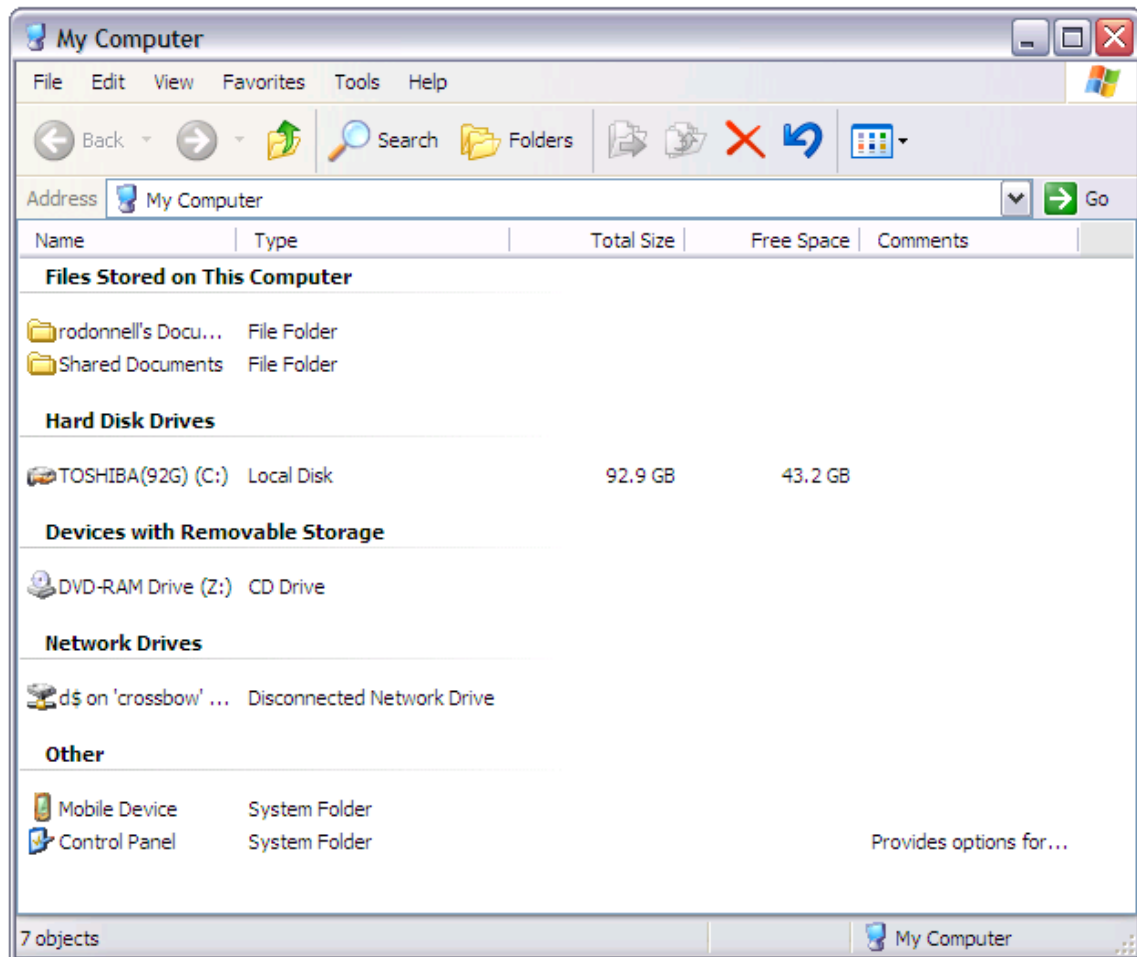 My Computer
File Edit View Favorites Tools Help
Back Search Folders
Address My Computer Go
Name Type Total Size Free Space Comments
Files Stored on This Computer
rodonnell's Docu... File Folder
Shared Documents File Folder
Hard Disk Drives
TOSHIBA(92G) (C:) Local Disk 92.9 GB 43.2 GB
Devices with Removable Storage
DVD-RAM Drive (Z:) CD Drive
Network Drives
d$ on 'crossbow' ... Disconnected Network Drive
Other
Mobile Device System Folder
Control Panel System Folder Provides options for...
7 objects My Computer